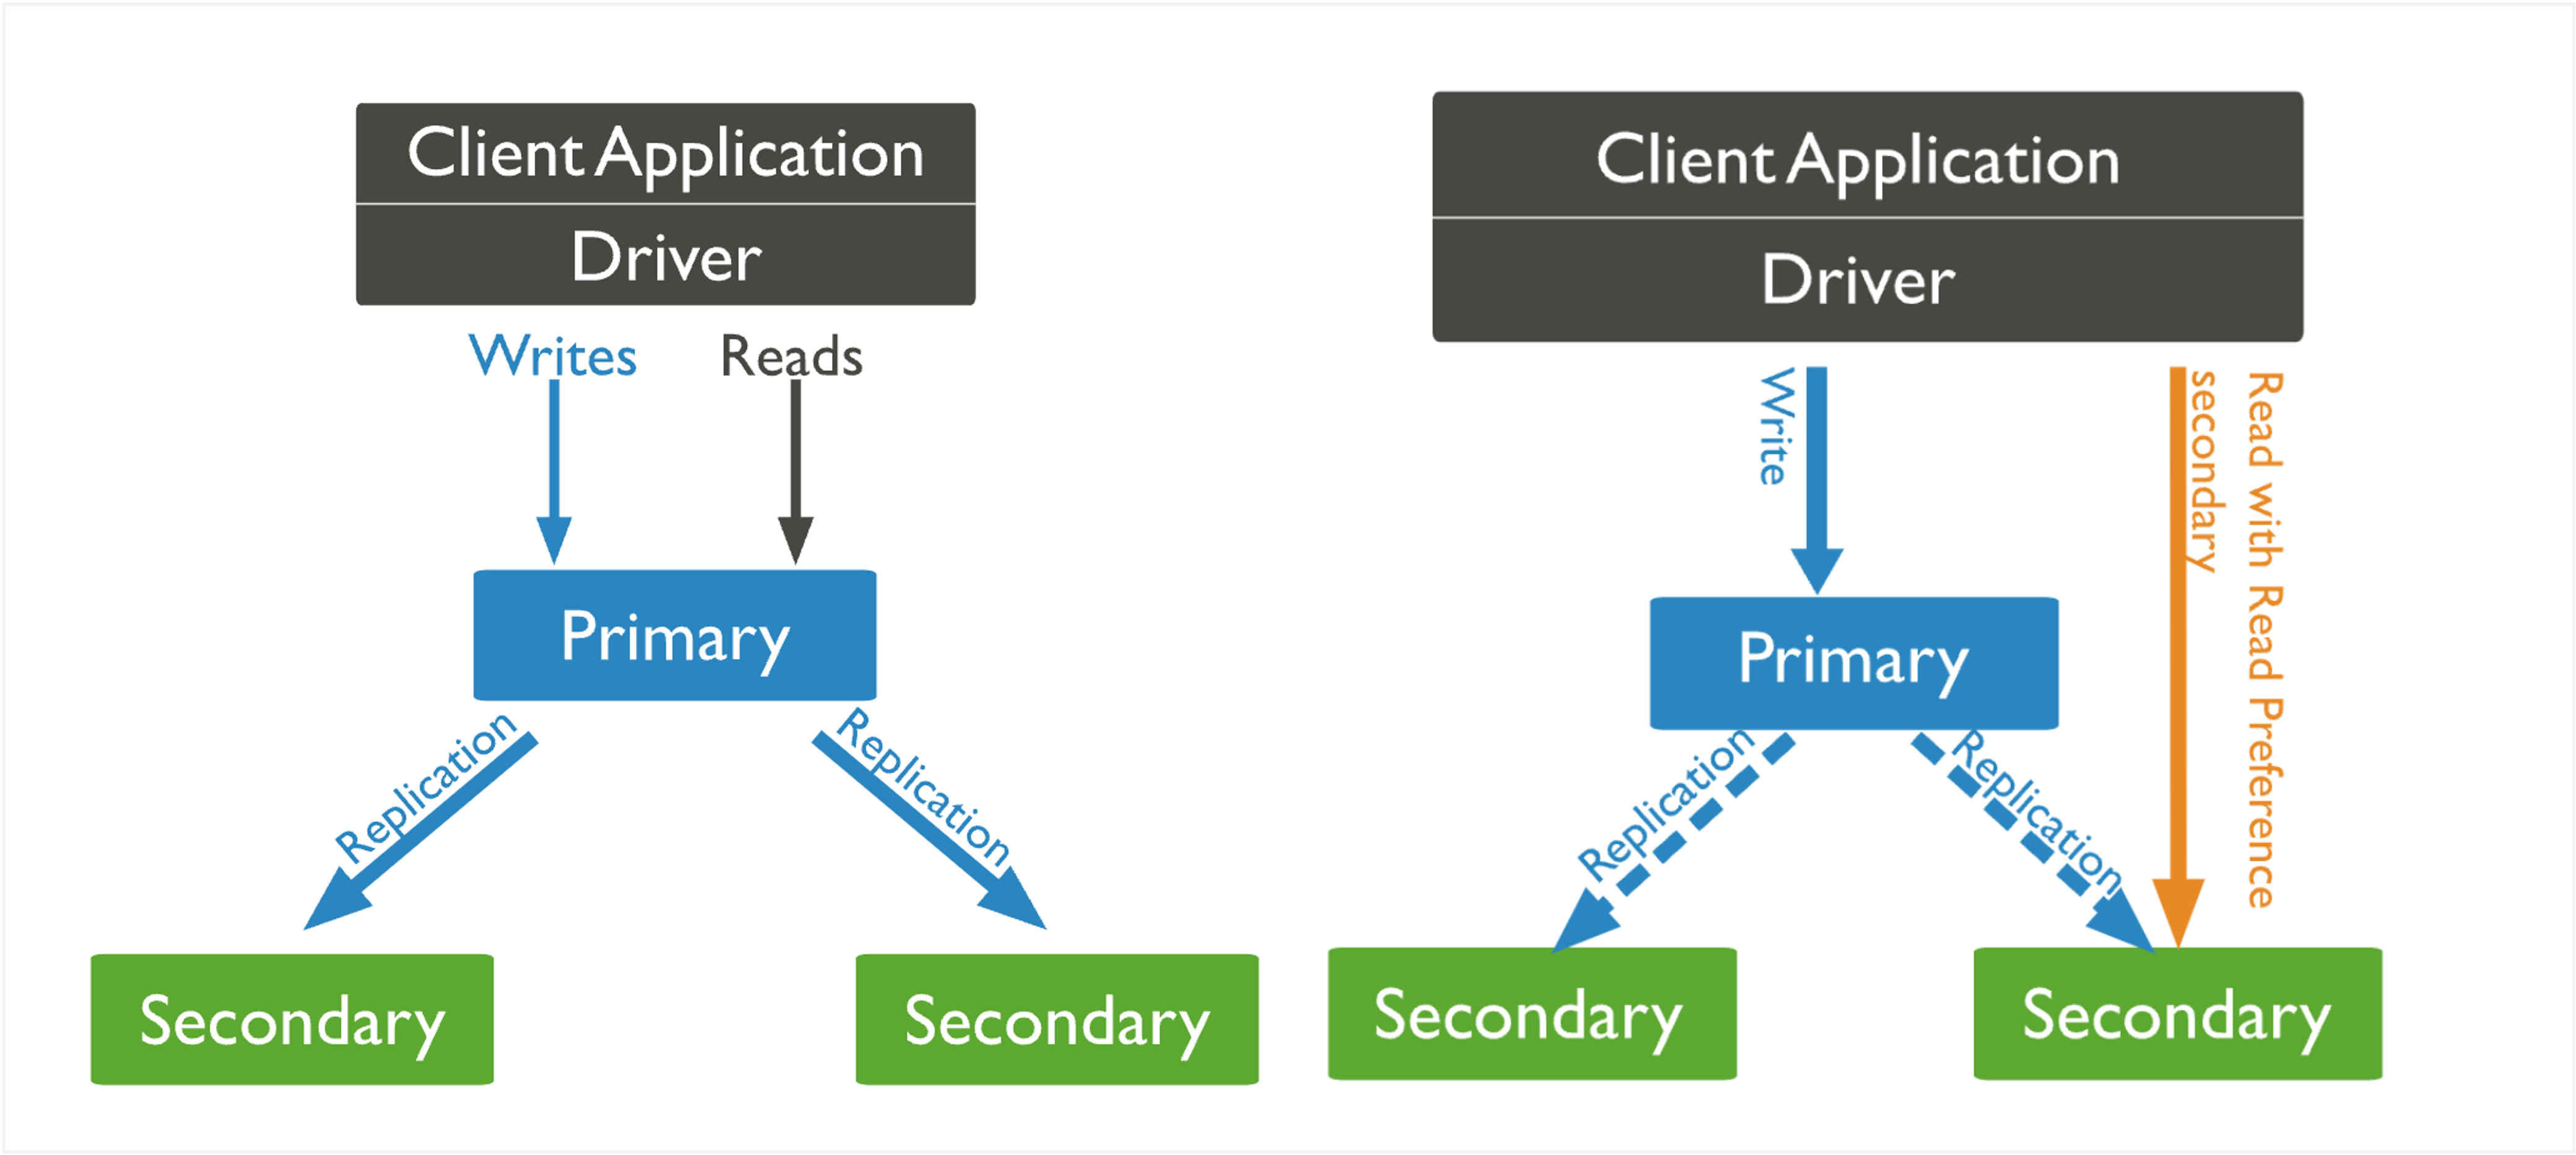 Client Application
Driver
Writes
Reads
Primary
Replication
Replication
Secondary
Secondary
Client Application
Driver
Write
Read with Read Preference
secondary
Primary
Replication
Replication
Secondary
Secondary